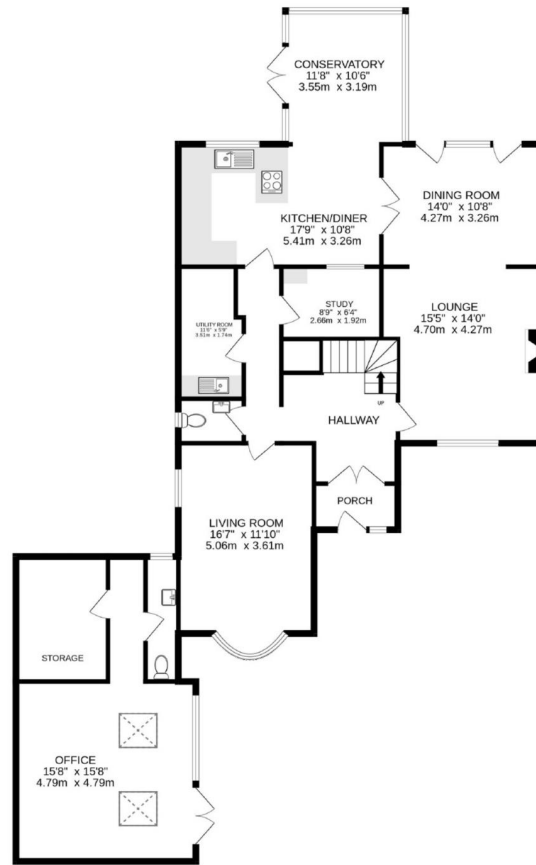 CONSERVATORY
11'8" x 10'6"
3.55m x 3.19m
KITCHEN/DINER
17'9" x 10'8"
5.41m x 3.26m
DINING ROOM
14'0" x 10'8"
4.27m x 3.26m
UTILITY ROOM
STUDY
8'9" x 6'4"
2.66m x 1.92m
LOUNGE
15'5" x 14'0"
4.70m x 4.27m
UP
HALLWAY
PORCH
LIVING ROOM
16'7" x 11'10"
5.06m x 3.61m
STORAGE
OFFICE
15'8" x 15'8"
4.79m x 4.79m